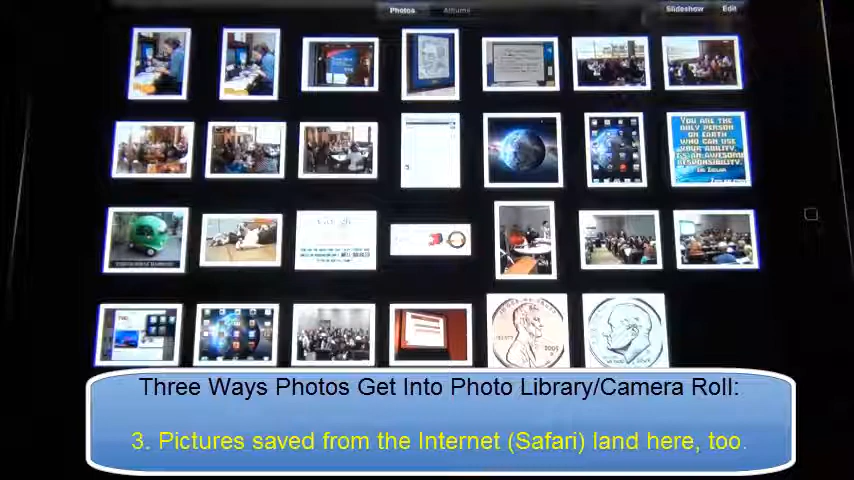 Photos
Albums
Slideshow
Edit
YOU ARE THE
ONLY PERSON
ON EARTH
WHO CAN USE
YOUR ABILITY.
IT'S AN AWESOME
RESPONSIBILITY.
2005
Three Ways Photos Get Into Photo Library/Camera Roll:
3. Pictures saved from the Internet (Safari) land here, too.